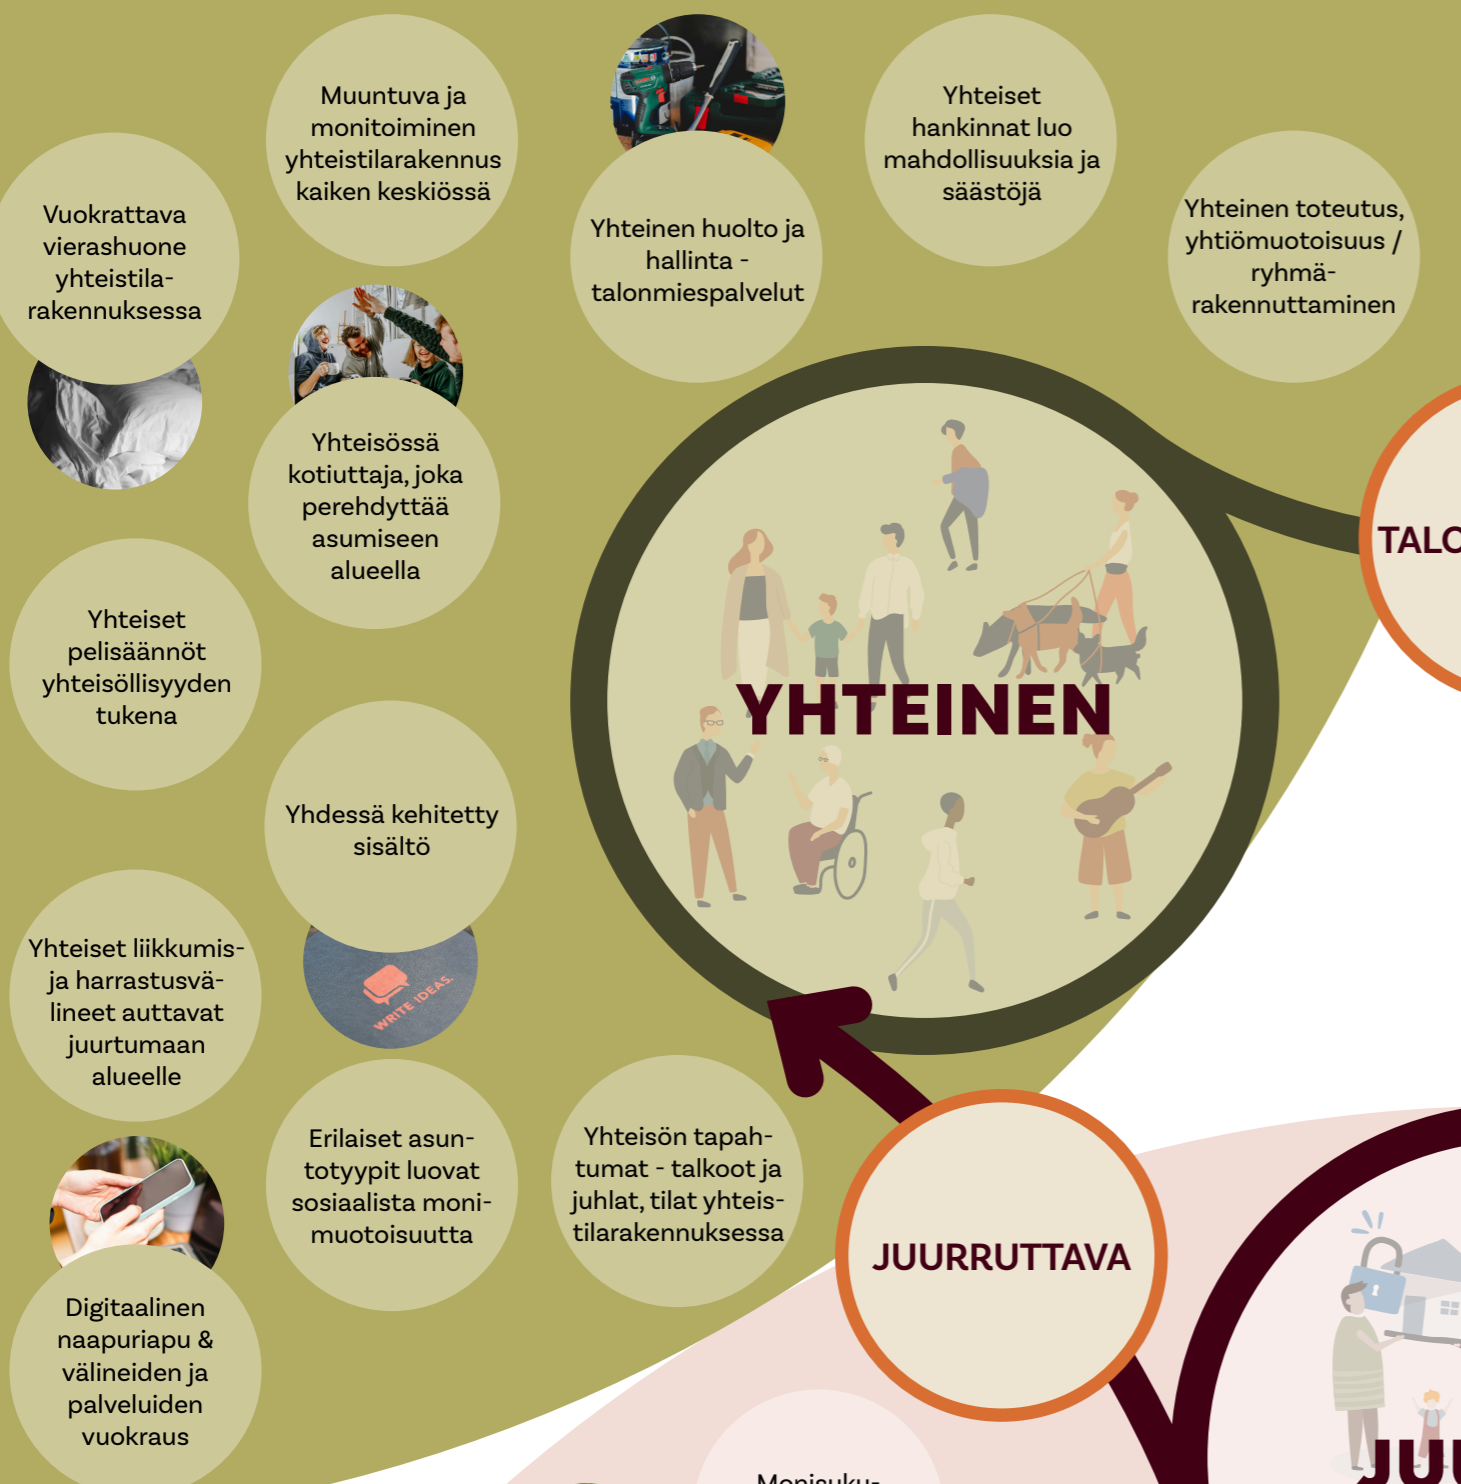 Muuntuva ja
monitoiminen
yhteistilarakennus
kaiken keskiössä
Yhteiset
hankinnat luo
mahdollisuuksia ja
säästöjä
Vuokrattava
vierashuone
yhteistila-
rakennuksessa
Yhteinen huolto ja
hallinta -
talonmiespalvelut
Yhteinen toteutus,
yhtiömuotoisuus /
ryhmä-
rakennuttaminen
Yhteisössä
kotiuttaja, joka
perehdyttää
asumiseen
alueella
TALO
Yhteiset
pelisäännöt
yhteisöllisyyden
tukena
YHTEINEN
Yhdessä kehitetty
sisältö
Yhteiset liikkumis-
ja harrastusvä-
lineet auttavat
juurtumaan
alueelle
WRITE IDEAS.
Erilaiset asun-
totyypit luovat
sosiaalista moni-
muotoisuutta
Yhteisön tapah-
tumat - talkoot ja
juhlat, tilat yhteis-
tilarakennuksessa
JUURRUTTAVA
Digitaalinen
naapuriapu &
välineiden ja
palveluiden
vuokraus
Monisuku-
JUU